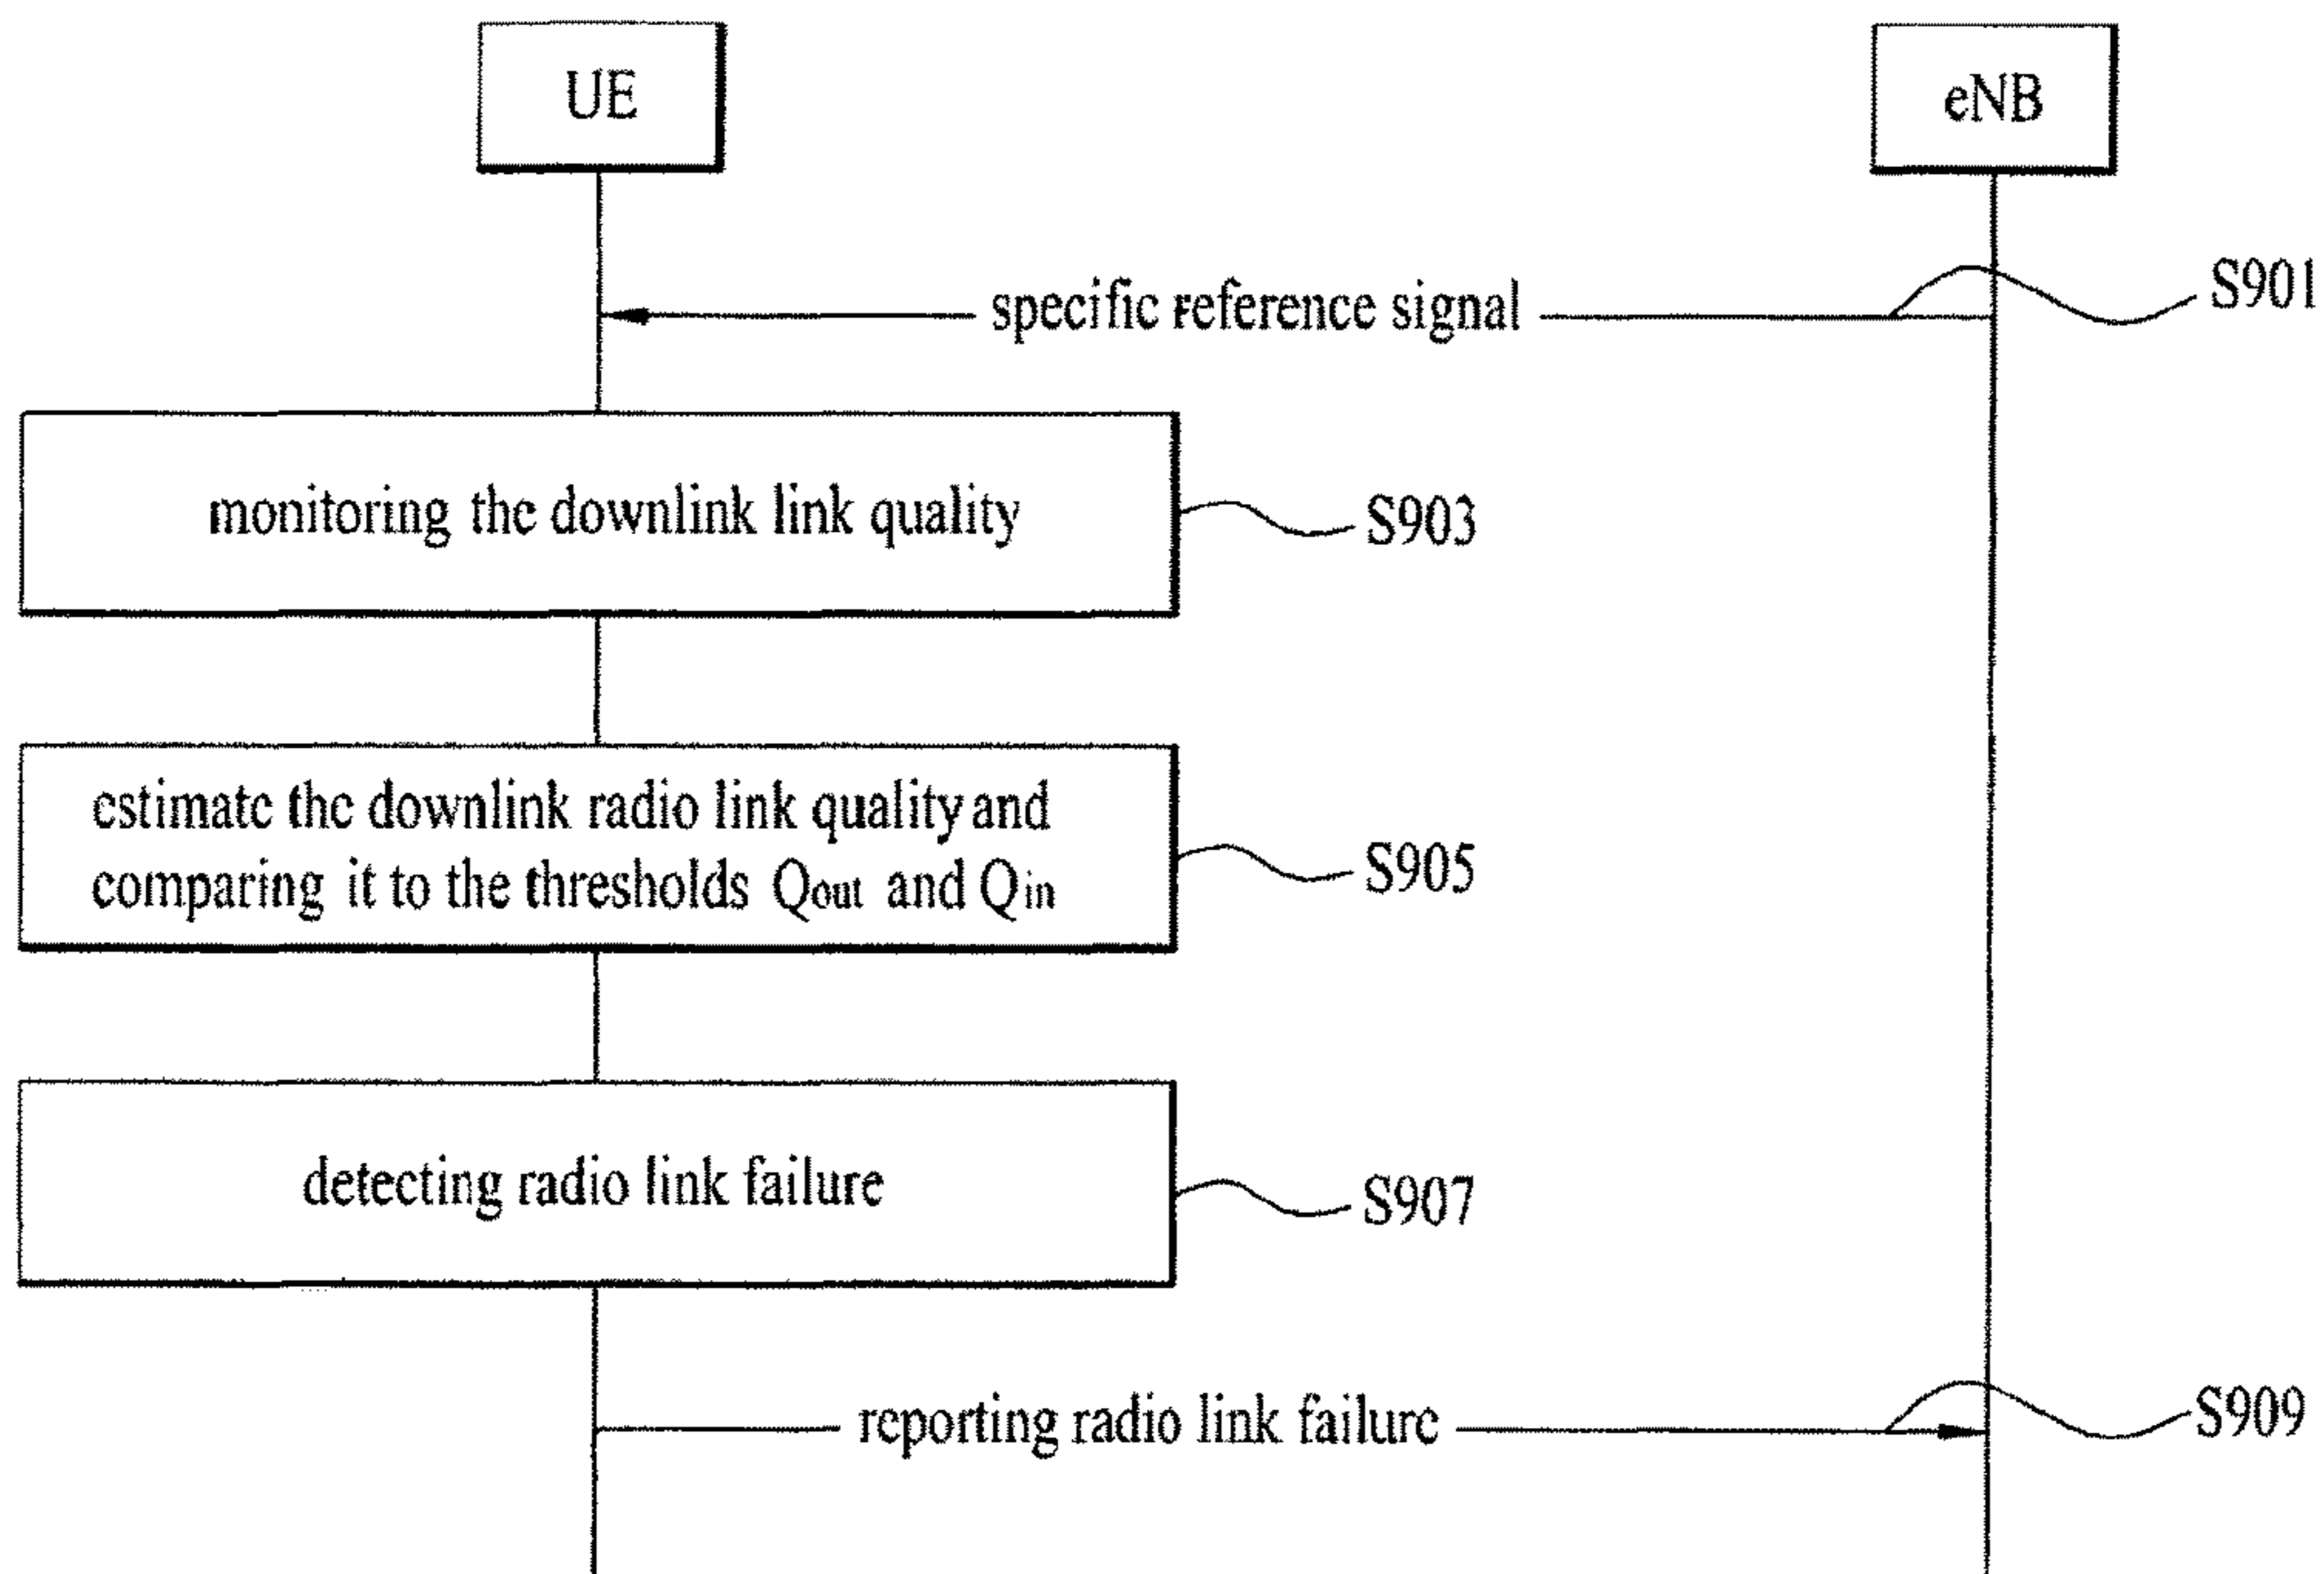 UE
eNB
specific reference signal
S901
monitoring the downlink link quality
S903
estimate the downlink radio link quality and
comparing it to the thresholds Qout and Qin
S905
detecting radio link failure
S907
reporting radio link failure
S909